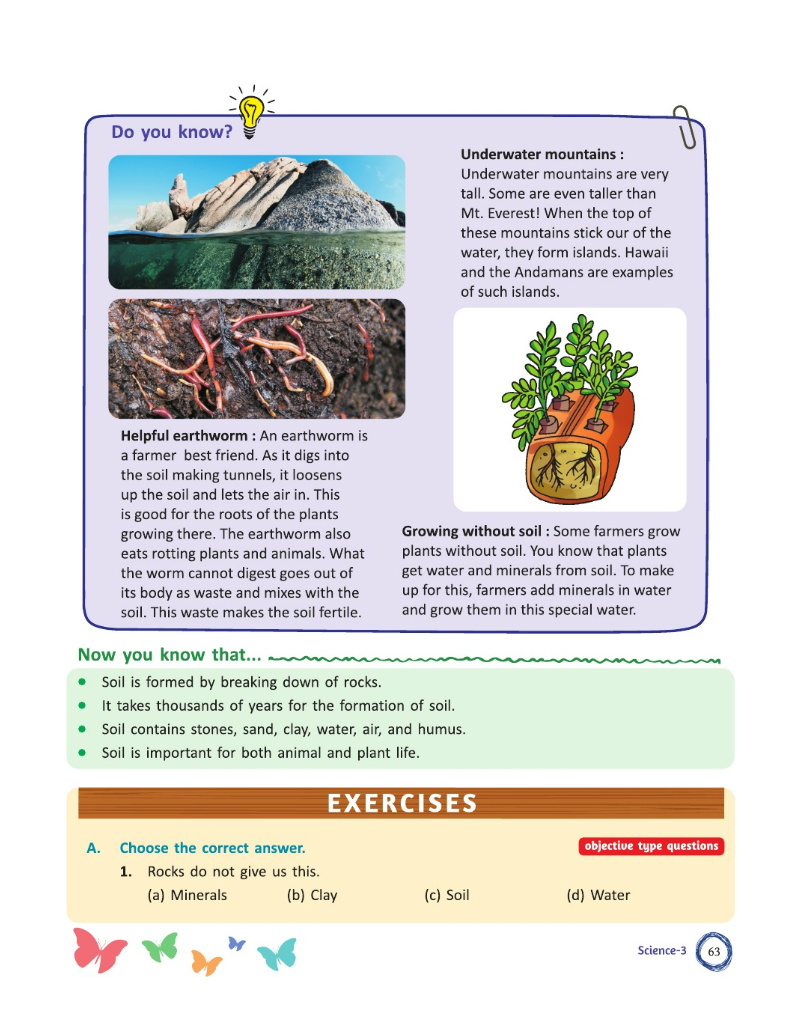 Do you know?
Underwater mountains :
Underwater mountains are very
tall. Some are even taller than
Mt. Everest! When the top of
these mountains stick our of the
water, they form islands. Hawaii
and the Andamans are examples
of such islands.
Helpful earthworm : An earthworm is
a farmer best friend. As it digs into
the soil making tunnels, it loosens
up the soil and lets the air in. This
is good for the roots of the plants
growing there. The earthworm also
eats rotting plants and animals. What
the worm cannot digest goes out of
its body as waste and mixes with the
soil. This waste makes the soil fertile.
Growing without soil : Some farmers grow
plants without soil. You know that plants
get water and minerals from soil. To make
up for this, farmers add minerals in water
and grow them in this special water.
Now you know that...
• Soil is formed by breaking down of rocks.
• It takes thousands of years for the formation of soil.
• Soil contains stones, sand, clay, water, air, and humus.
• Soil is important for both animal and plant life.
EXERCISES
A. Choose the correct answer. objective type questions
1. Rocks do not give us this.
(a) Minerals (b) Clay (c) Soil (d) Water
Science-3 63